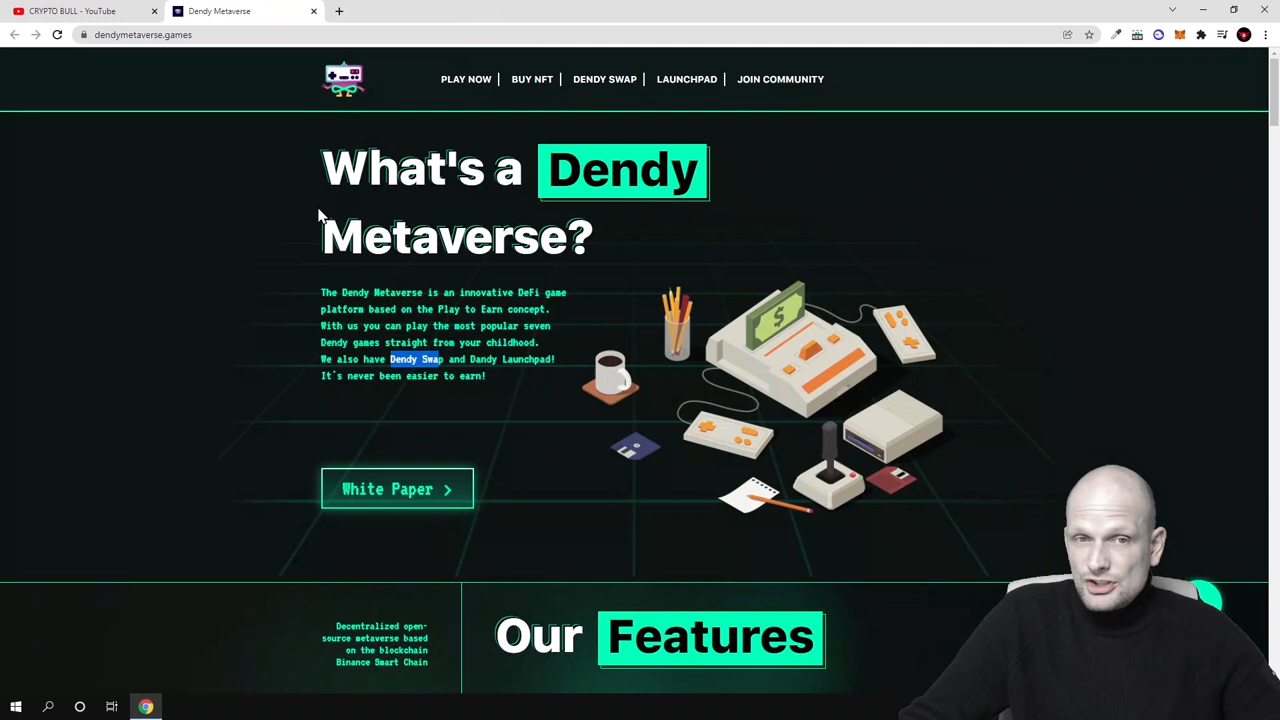 CRYPTO BULL - YouTube
Dendy Metaverse
dendymetaverse.games
PLAY NOW
BUY NFT
DENDY SWAP
LAUNCHPAD
JOIN COMMUNITY
What's a Dendy
Metaverse?
The Dendy Metaverse is an innovative DeFi game
platform based on the Play to Earn concept.
With us you can play the most popular seven
Dendy games straight from your childhood.
We also have Dendy Swap and Dandy Launchpad!
It's never been easier to earn!
$
White Paper >
Decentralized open-
source metaverse based
on the blockchain
Binance Smart Chain
Our Features